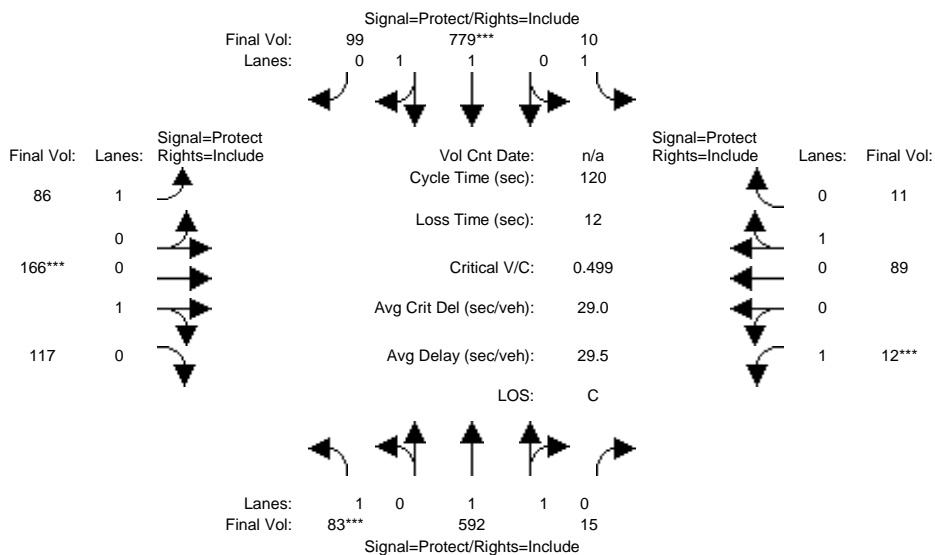 Signal=Protect/Rights=Include
Final Vol: 99 779*** 10
Lanes: 0 1 1 0 1
Signal=Protect
Final Vol: Lanes: Rights=Include
Vol Cnt Date: n/a
Signal=Protect
Rights=Include Lanes: Final Vol:
Cycle Time (sec): 120
86 1
0 11
Loss Time (sec): 12
0
1
166*** 0
Critical V/C: 0.499
0 89
1
Avg Crit Del (sec/veh): 29.0
0
117 0
Avg Delay (sec/veh): 29.5
1 12***
LOS: C
Lanes: 1 0 1 1 0
Final Vol: 83*** 592 15
Signal=Protect/Rights=Include